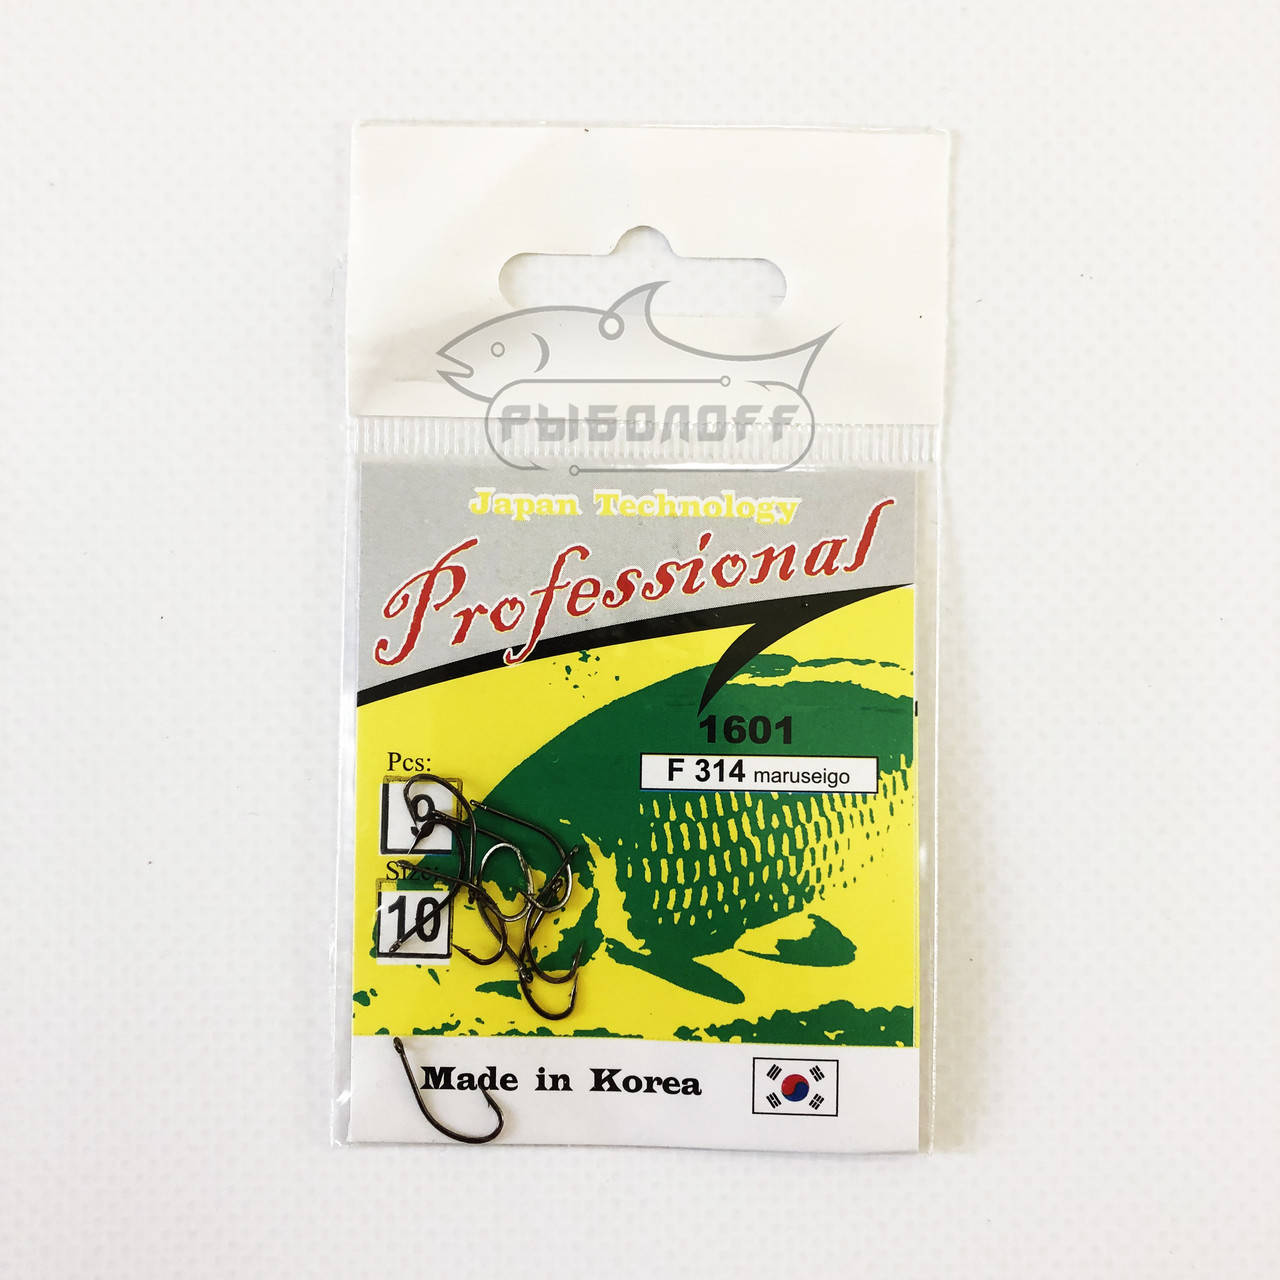 РЫБОЛОFF
Japan Technology
Professional
1601
F 314 maruseigo
Pcs:
9
Size:
10
Made in Korea